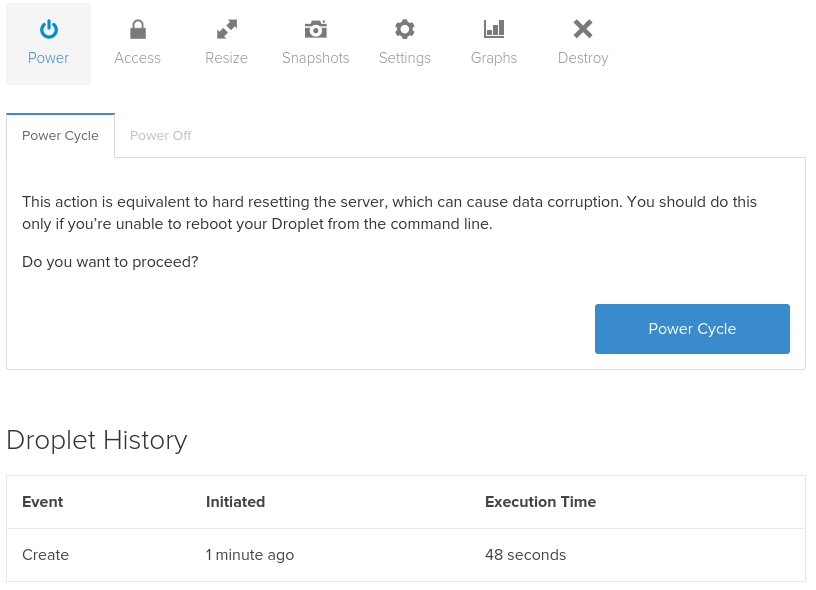 Power Access Resize Snapshots Settings Graphs Destroy
Power Cycle Power Off
This action is equivalent to hard resetting the server, which can cause data corruption. You should do this
only if you’re unable to reboot your Droplet from the command line.
Do you want to proceed?
Power Cycle
Droplet History
Event Initiated Execution Time
Create 1 minute ago 48 seconds